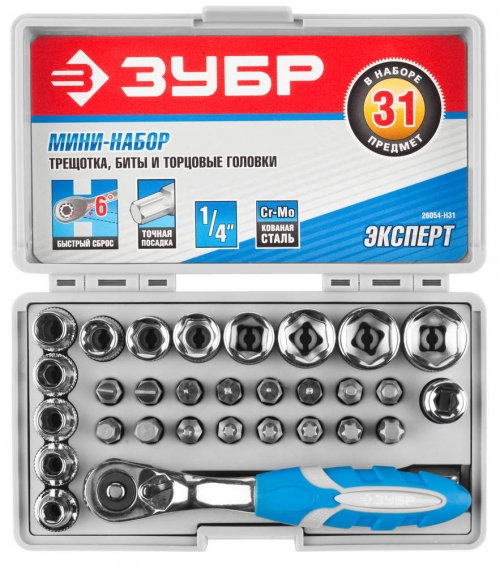 ЗУБР
В НАБОРЕ
31
ПРЕДМЕТ
МИНИ-НАБОР
ТРЕЩОТКА, БИТЫ И ТОРЦОВЫЕ ГОЛОВКИ
6°
БЫСТРЫЙ СБРОС
ТОЧНАЯ
ПОСАДКА
1/4"
Cr-Mo
КОВАНАЯ
СТАЛЬ
26054-H31
ЭКСПЕРТ